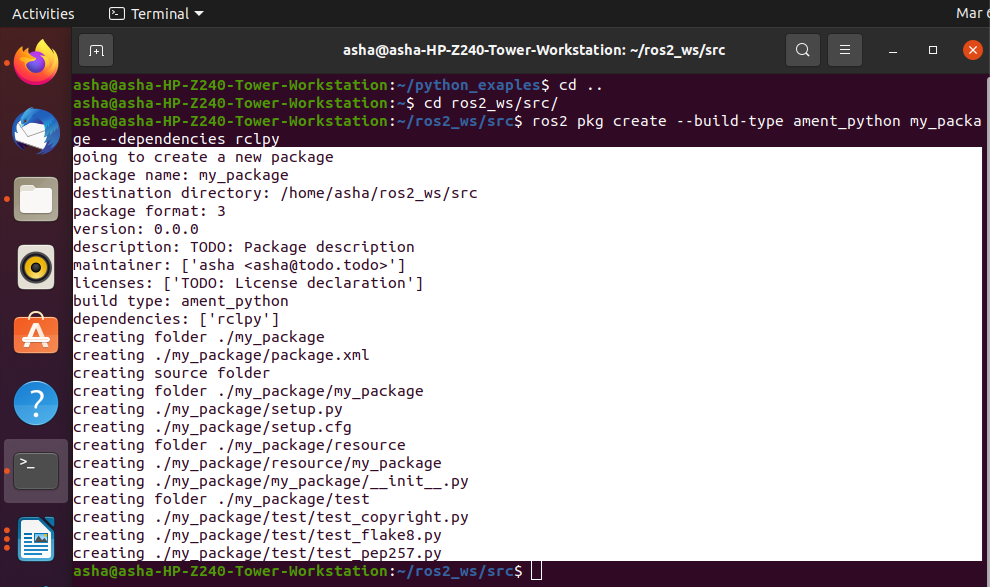 Activities Terminal Mar 6
asha@asha-HP-Z240-Tower-Workstation: ~/ros2_ws/src
asha@asha-HP-Z240-Tower-Workstation:~/python_exaples$ cd ..
asha@asha-HP-Z240-Tower-Workstation:~$ cd ros2_ws/src/
asha@asha-HP-Z240-Tower-Workstation:~/ros2_ws/src$ ros2 pkg create --build-type ament_python my_packa
ge --dependencies rclpy
going to create a new package
package name: my_package
destination directory: /home/asha/ros2_ws/src
package format: 3
version: 0.0.0
description: TODO: Package description
maintainer: ['asha <asha@todo.todo>']
licenses: ['TODO: License declaration']
build type: ament_python
dependencies: ['rclpy']
creating folder ./my_package
creating ./my_package/package.xml
creating source folder
creating folder ./my_package/my_package
creating ./my_package/setup.py
creating ./my_package/setup.cfg
creating folder ./my_package/resource
creating ./my_package/resource/my_package
creating ./my_package/my_package/__init__.py
creating folder ./my_package/test
creating ./my_package/test/test_copyright.py
creating ./my_package/test/test_flake8.py
creating ./my_package/test/test_pep257.py
asha@asha-HP-Z240-Tower-Workstation:~/ros2_ws/src$